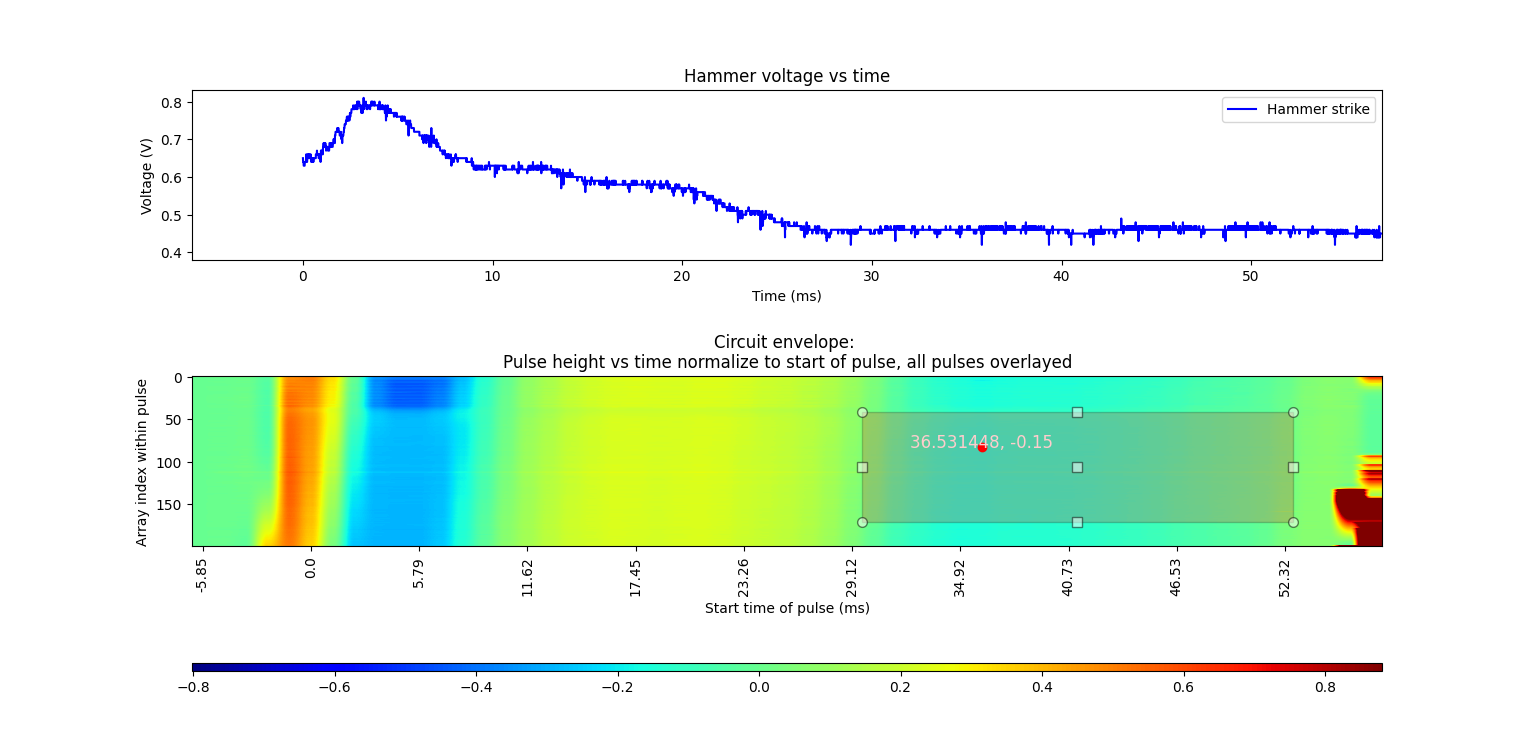 Hammer voltage vs time
0.8
0.7
0.6
0.5
0.4
Voltage (V)
Hammer strike
0 10 20 30 40 50
Time (ms)
Circuit envelope:
Pulse height vs time normalize to start of pulse, all pulses overlayed
0
50
100
150
Array index within pulse
36.531448, -0.15
-5.85 0.0 5.79 11.62 17.45 23.26 29.12 34.92 40.73 46.53 52.32
Start time of pulse (ms)
−0.8 −0.6 −0.4 −0.2 0.0 0.2 0.4 0.6 0.8